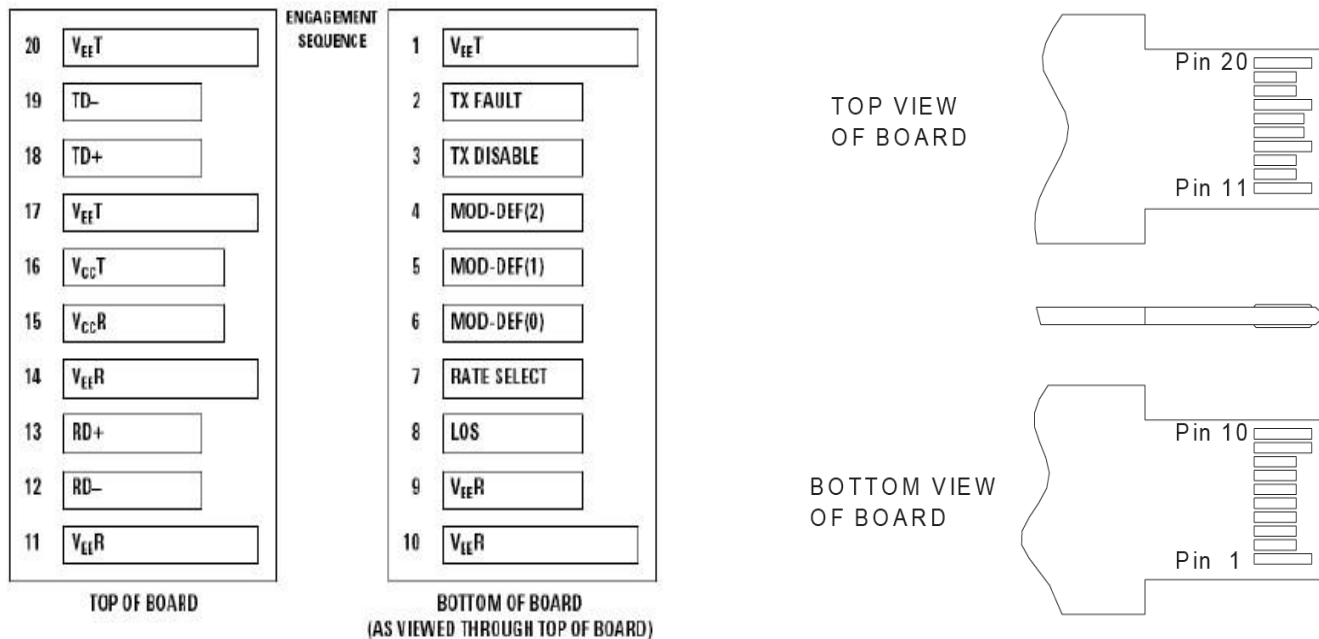 ENGAGEMENT
SEQUENCE
20 VEET
19 TD–
18 TD+
17 VEET
16 VCCT
15 VCCR
14 VEER
13 RD+
12 RD–
11 VEER
TOP OF BOARD
1 VEET
2 TX FAULT
3 TX DISABLE
4 MOD-DEF(2)
5 MOD-DEF(1)
6 MOD-DEF(0)
7 RATE SELECT
8 LOS
9 VEER
10 VEER
BOTTOM OF BOARD
(AS VIEWED THROUGH TOP OF BOARD)
TOP VIEW
OF BOARD
Pin 20
Pin 11
BOTTOM VIEW
OF BOARD
Pin 10
Pin 1